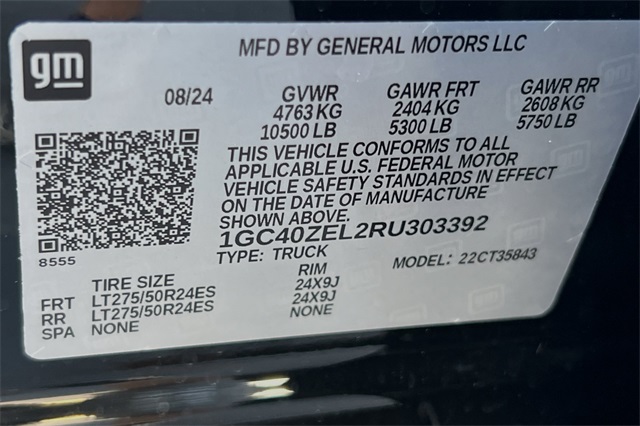 gm
MFD BY GENERAL MOTORS LLC
08/24 GVWR GAWR FRT GAWR RR
4763 KG 2404 KG 2608 KG
10500 LB 5300 LB 5750 LB
THIS VEHICLE CONFORMS TO ALL
APPLICABLE U.S. FEDERAL MOTOR
VEHICLE SAFETY STANDARDS IN EFFECT
ON THE DATE OF MANUFACTURE
SHOWN ABOVE.
1GC40ZEL2RU303392
8555
TYPE: TRUCK MODEL: 22CT35843
TIRE SIZE RIM
FRT LT275/50R24ES 24X9J
RR LT275/50R24ES 24X9J
SPA NONE NONE